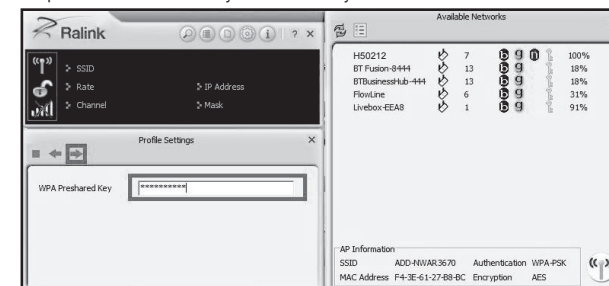 Ralink
? ×
SSID
Rate
IP Address
Channel
Mask
Profile Settings ×
WPA Preshared Key **********
Available Networks
H50212 7 b g n 100%
BT Fusion-8444 13 b g 18%
BTBusinessHub-444 13 b g 18%
FlowLine 6 b g 31%
Livebox-EEA8 1 b g 91%
AP Information
SSID ADD-NWAR3670 Authentication WPA-PSK
MAC Address F4-3E-61-27-B8-BC Encryption AES